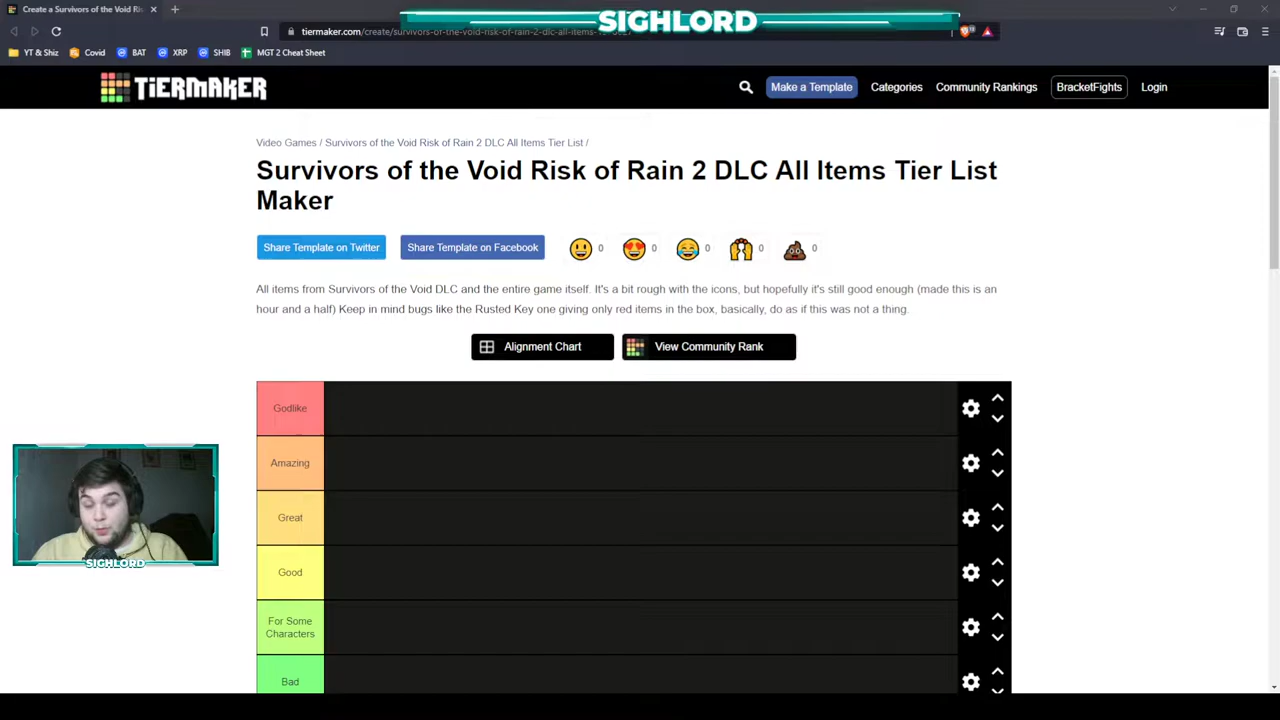 Create a Survivors of the Void Ri
SIGHLORD
tiermaker.com/create/survivors-of-the-void-risk-of-rain-2-dlc-all-items-
YT & Shiz
Covid
BAT
XRP
SHIB
MGT 2 Cheat Sheet
TiERMAKER
Make a Template
Categories
Community Rankings
BracketFights
Login
Video Games / Survivors of the Void Risk of Rain 2 DLC All Items Tier List /
Survivors of the Void Risk of Rain 2 DLC All Items Tier List
Maker
Share Template on Twitter
Share Template on Facebook
0
0
0
0
0
All items from Survivors of the Void DLC and the entire game itself. It's a bit rough with the icons, but hopefully it's still good enough (made this is an
hour and a half) Keep in mind bugs like the Rusted Key one giving only red items in the box, basically, do as if this was not a thing.
Alignment Chart
View Community Rank
Godlike
Amazing
Great
Good
For Some
Characters
Bad
SIGHLORD